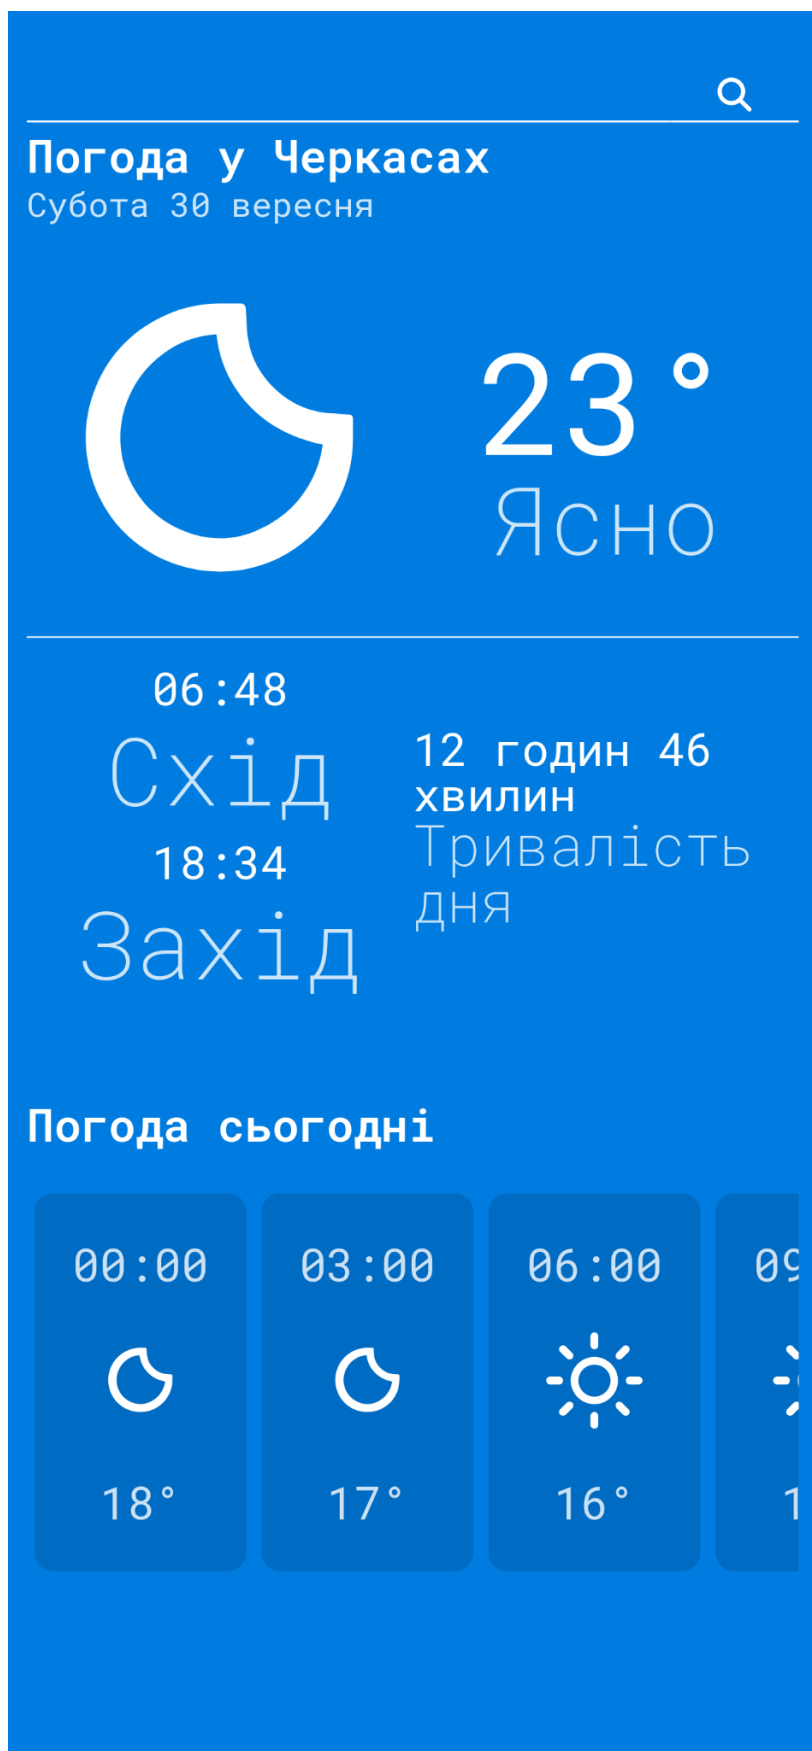 Погода у Черкасах
Субота 30 вересня
23°
Ясно
06:48
Схід
18:34
Захід
12 годин 46
хвилин
Тривалість
дня
Погода сьогодні
00:00 03:00 06:00
18° 17° 16°